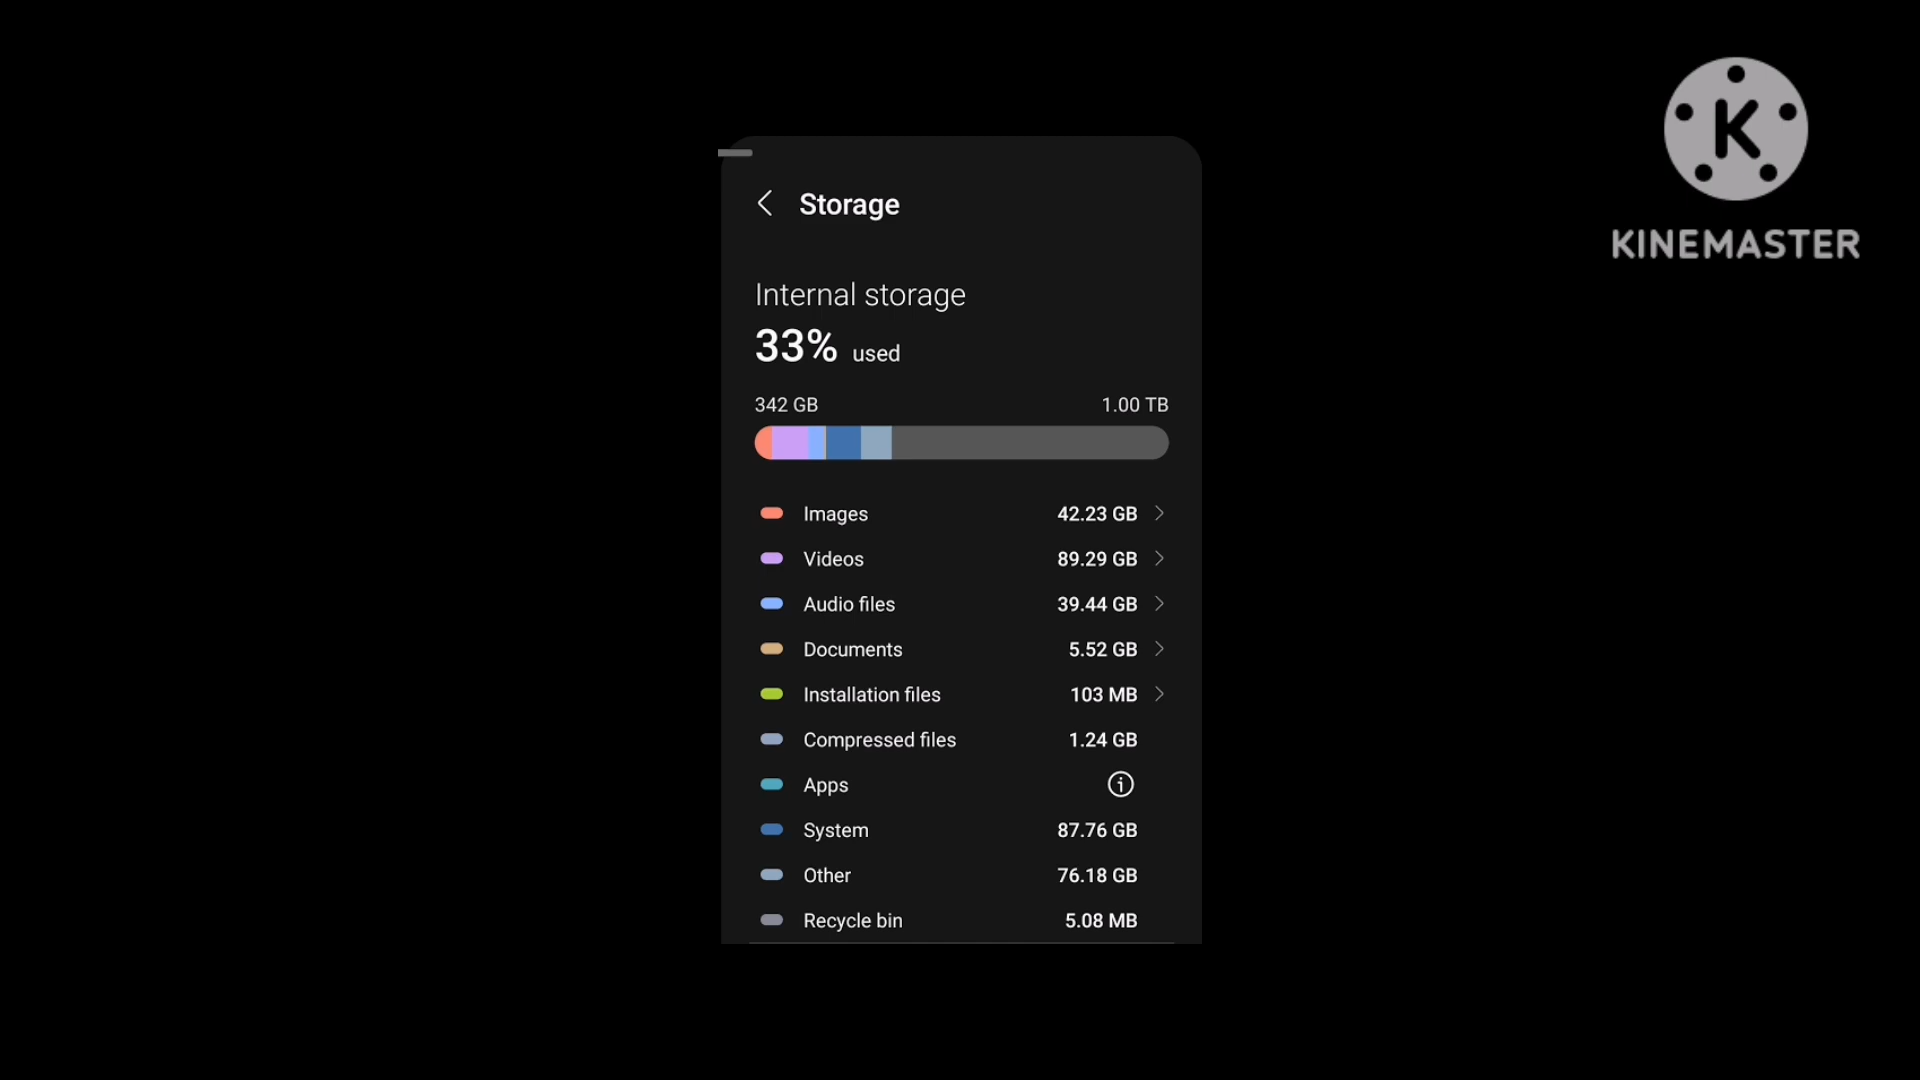 KINEMASTER
Storage
Internal storage
33% used
342 GB 1.00 TB
Images 42.23 GB
Videos 89.29 GB
Audio files 39.44 GB
Documents 5.52 GB
Installation files 103 MB
Compressed files 1.24 GB
Apps
System 87.76 GB
Other 76.18 GB
Recycle bin 5.08 MB